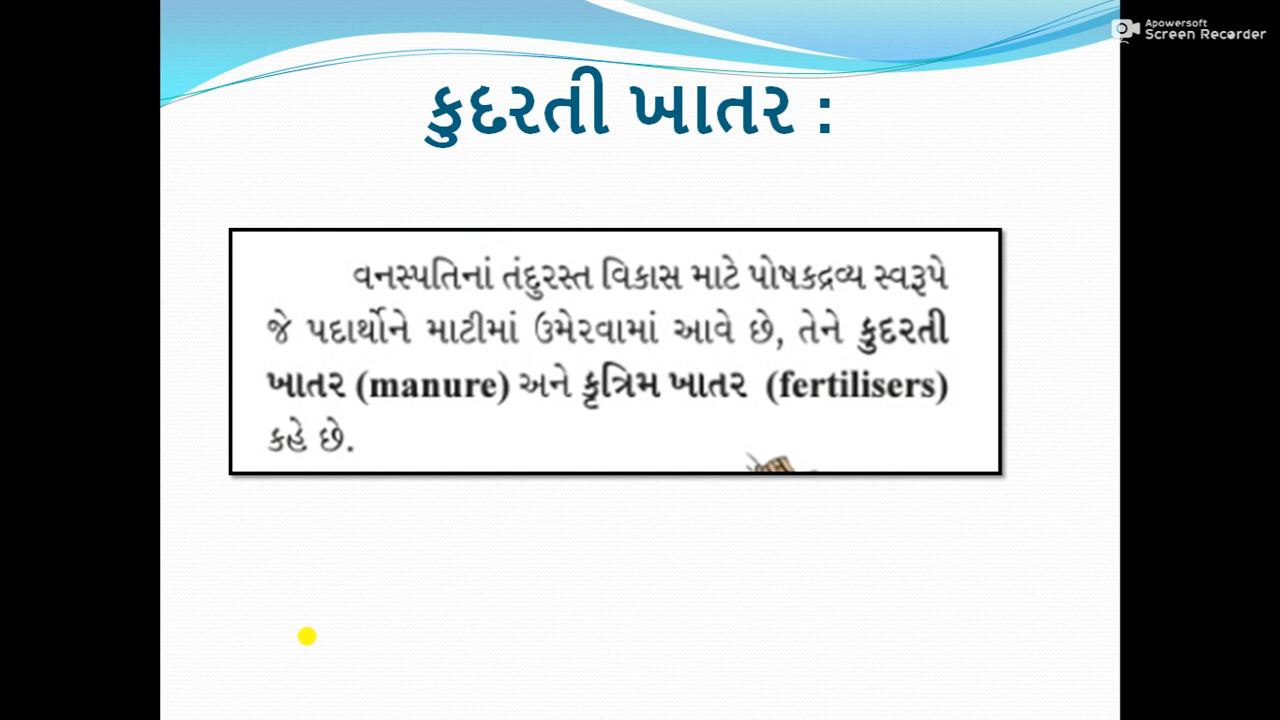 Apowersoft
Screen Recorder
કુદરતી ખાતર :
વનસ્પતિનાં તંદુરસ્ત વિકાસ માટે પોષકદ્રવ્ય સ્વરૂપે
જે પદાર્થોને માટીમાં ઉમેરવામાં આવે છે, તેને કુદરતી
ખાતર (manure) અને કૃત્રિમ ખાતર (fertilisers)
કહે છે.